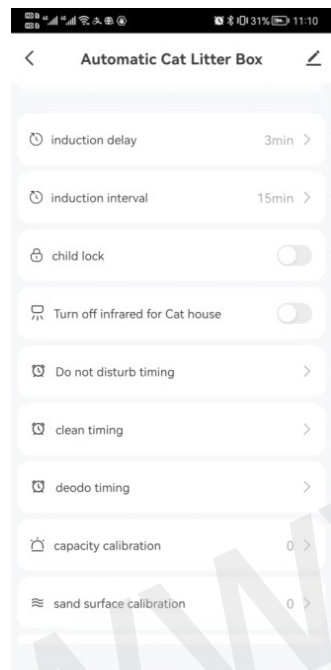 31% 11:10
Automatic Cat Litter Box
induction delay 3min
induction interval 15min
child lock
Turn off infrared for Cat house
Do not disturb timing
clean timing
deodo timing
capacity calibration 0
sand surface calibration 0